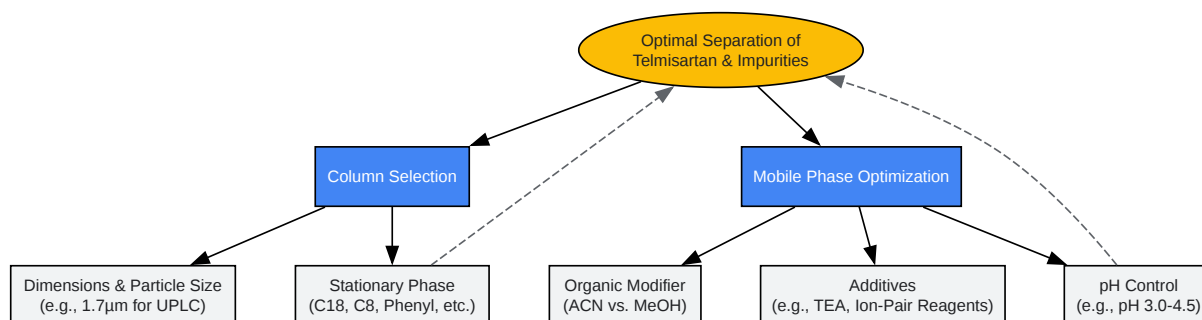 Optimal Separation of
Telmisartan & Impurities
Column Selection
Mobile Phase Optimization
Dimensions & Particle Size
(e.g., 1.7µm for UPLC)
Stationary Phase
(C18, C8, Phenyl, etc.)
Organic Modifier
(ACN vs. MeOH)
Additives
(e.g., TEA, Ion-Pair Reagents)
pH Control
(e.g., pH 3.0-4.5)